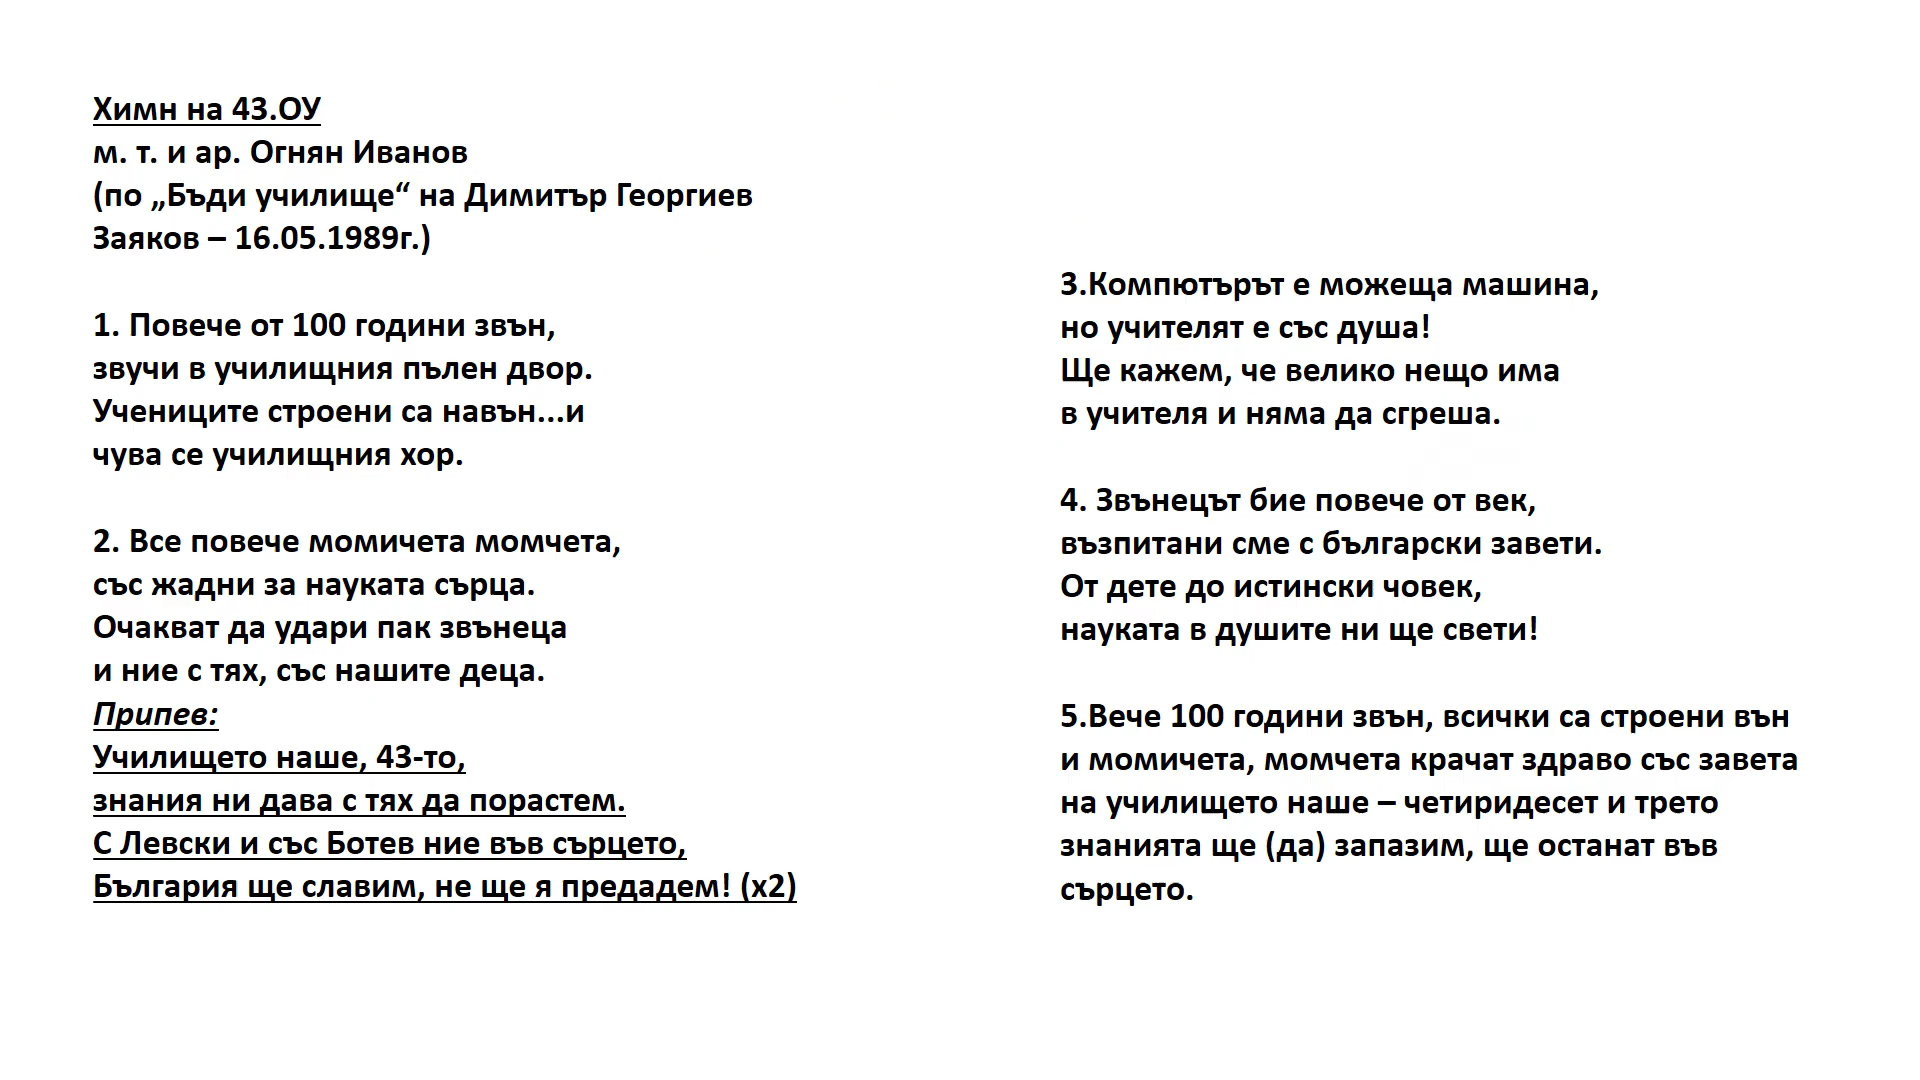 Химн на 43.ОУ
м. т. и ар. Огнян Иванов
(по „Бъди училище“ на Димитър Георгиев
Заяков – 16.05.1989г.)
1. Повече от 100 години звън,
звучи в училищния пълен двор.
Учениците строени са навън...и
чува се училищния хор.
2. Все повече момичета момчета,
със жадни за науката сърца.
Очакват да удари пак звънеца
и ние с тях, със нашите деца.
Припев:
Училището наше, 43-то,
знания ни дава с тях да порастем.
С Левски и със Ботев ние във сърцето,
България ще славим, не ще я предадем! (х2)
3.Компютърът е можеща машина,
но учителят е със душа!
Ще кажем, че велико нещо има
в учителя и няма да сгреша.
4. Звънецът бие повече от век,
възпитани сме с български завети.
От дете до истински човек,
науката в душите ни ще свети!
5.Вече 100 години звън, всички са строени вън
и момичета, момчета крачат здраво със завета
на училището наше – четиридесет и трето
знанията ще (да) запазим, ще останат във
сърцето.